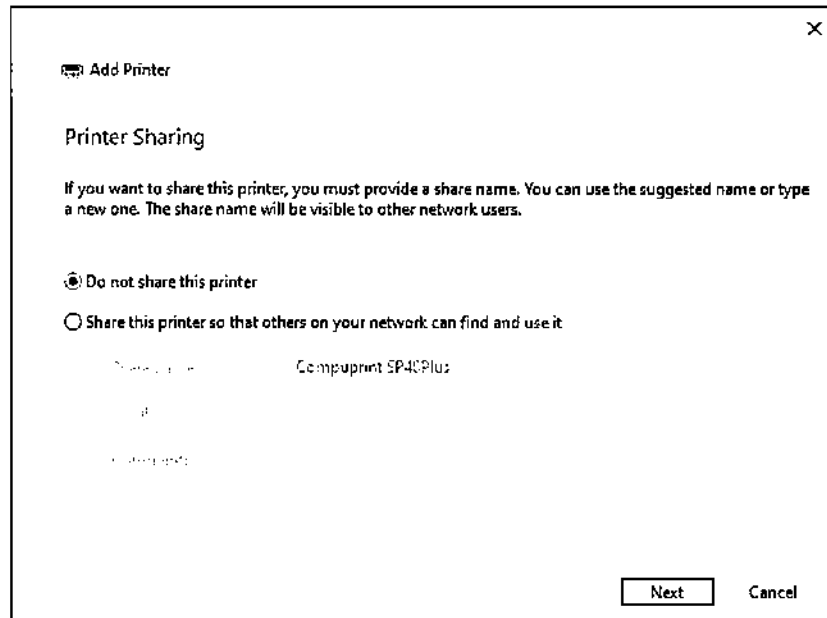 Add Printer
Printer Sharing
If you want to share this printer, you must provide a share name. You can use the suggested name or type
a new one. The share name will be visible to other network users.
Do not share this printer
Share this printer so that others on your network can find and use it
Compuprint SP40Plus
Next Cancel